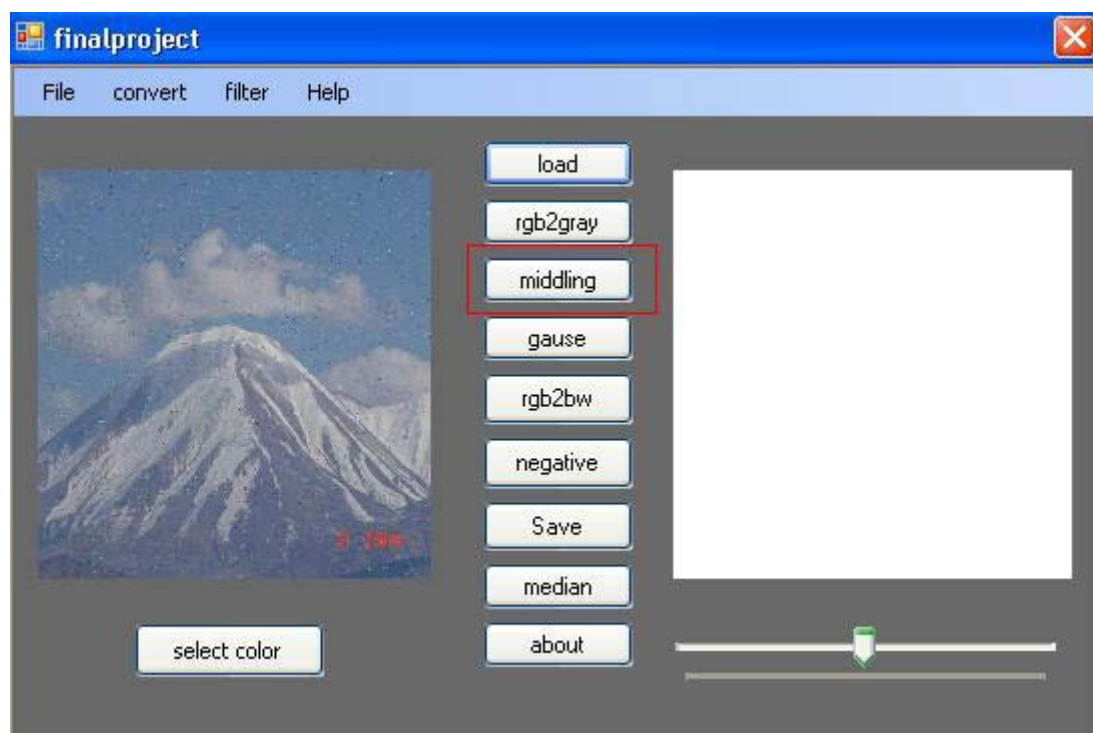 finalproject
File convert filter Help
load
rgb2gray
middling
gause
rgb2bw
negative
Save
median
about
select color